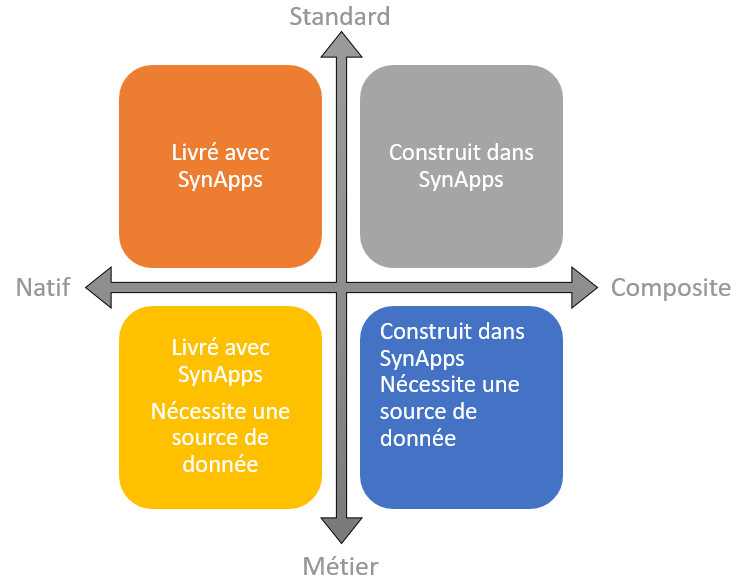 Standard
Livré avec
SynApps
Construit dans
SynApps
Natif
Composite
Livré avec
SynApps
Nécessite une
source de
donnée
Construit dans
SynApps
Nécessite une
source de
donnée
Métier